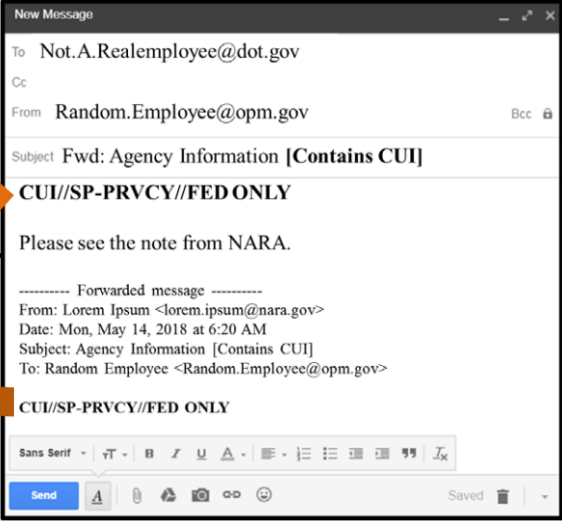 New Message
To Not.A.Realemployee@dot.gov
Cc
From Random.Employee@opm.gov Bcc
Subject Fwd: Agency Information [Contains CUI]
CUI//SP-PRVCY//FED ONLY
Please see the note from NARA.
---------- Forwarded message ----------
From: Lorem Ipsum <lorem.ipsum@nara.gov>
Date: Mon, May 14, 2018 at 6:20 AM
Subject: Agency Information [Contains CUI]
To: Random Employee <Random.Employee@opm.gov>
CUI//SP-PRVCY//FED ONLY
Sans Serif
Send Saved